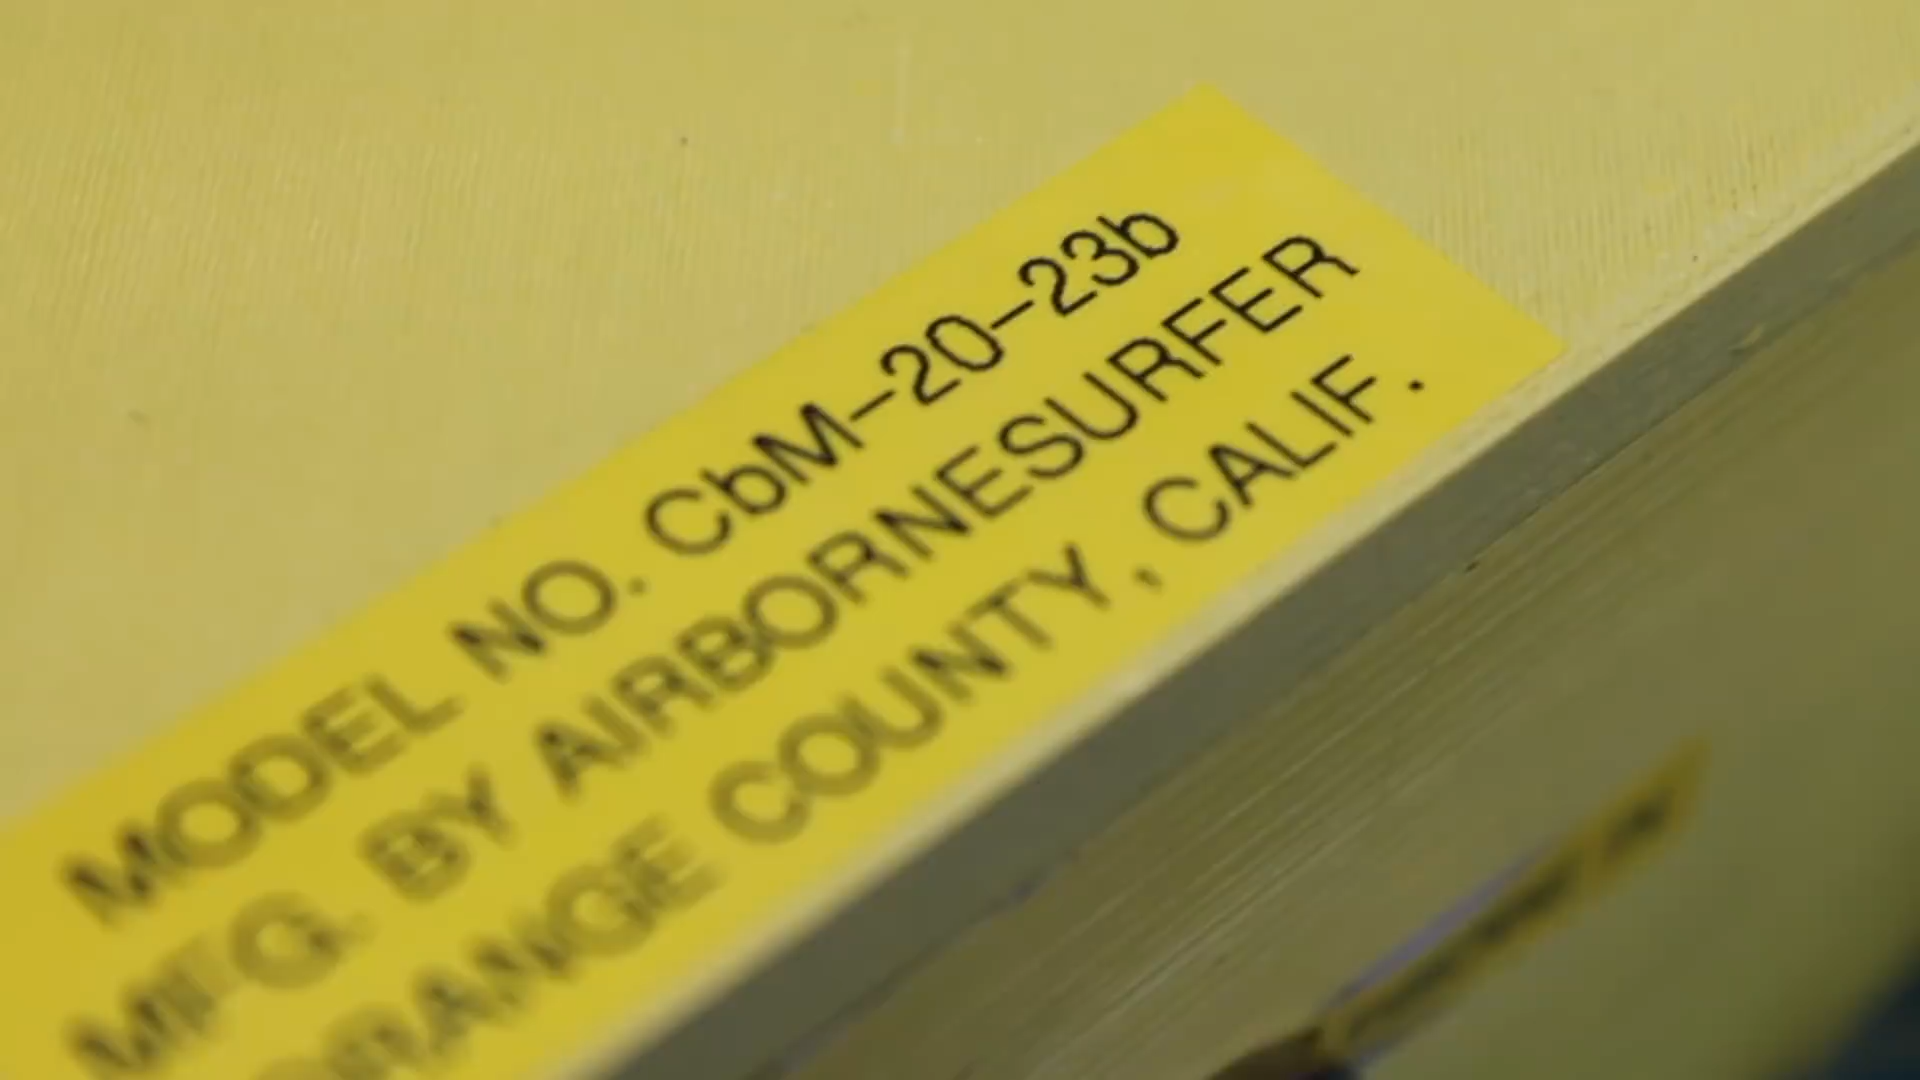 MODEL NO. CbM-20-23b
MFG. BY AIRBORNESURFER
ORANGE COUNTY, CALIF.